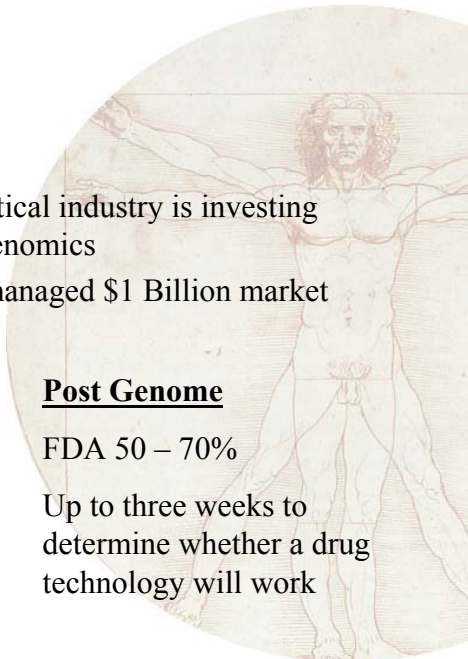 tical industry is investing
enomics
nanaged $1 Billion market
Post Genome
FDA 50 – 70%
Up to three weeks to
determine whether a drug
technology will work